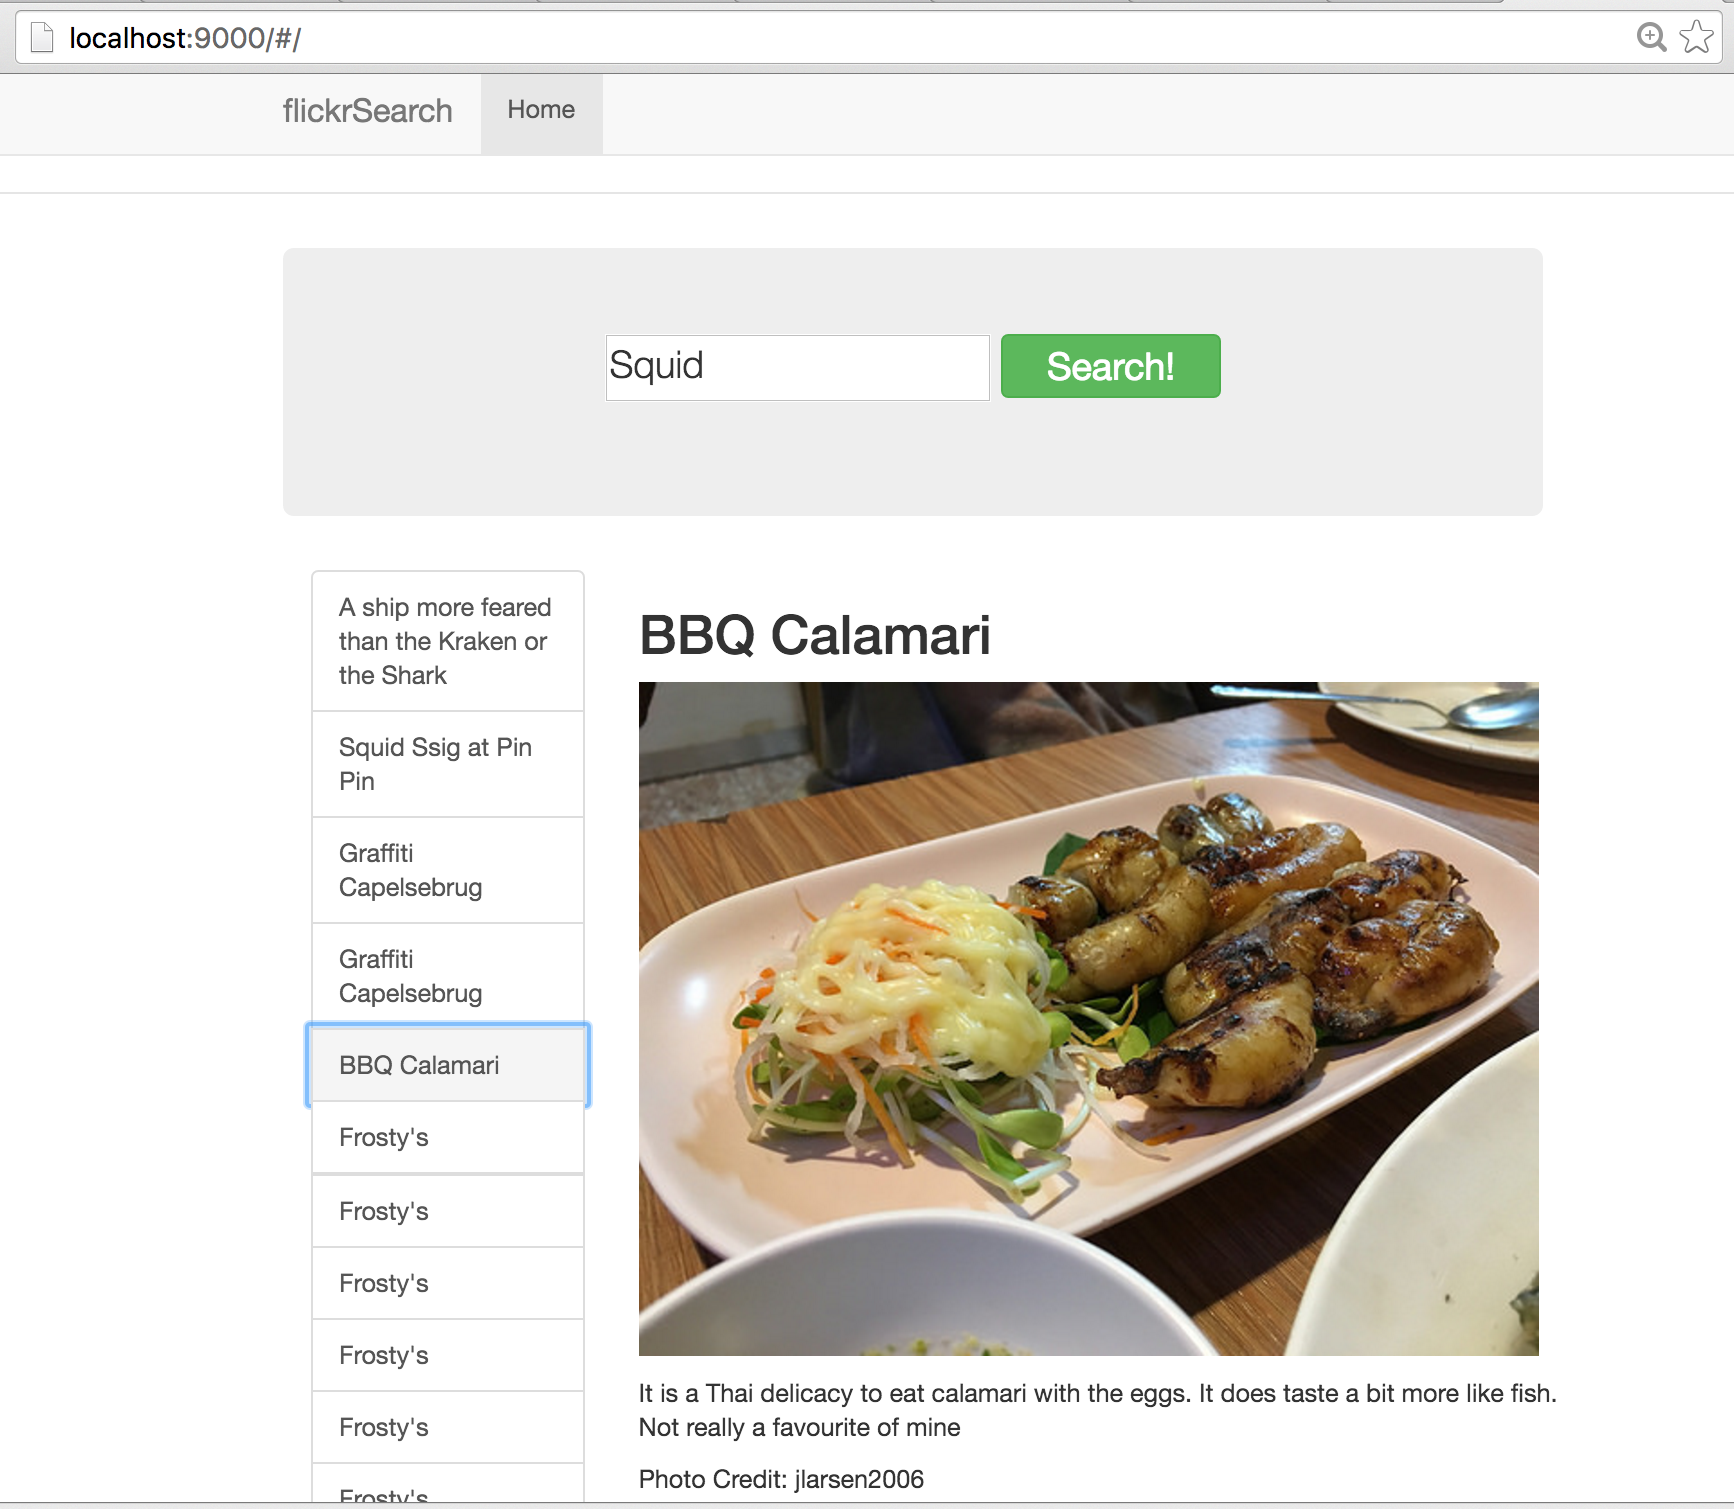 localhost:9000/#/
flickrSearch
Home
Squid
Search!
A ship more feared
than the Kraken or
the Shark
Squid Ssig at Pin
Pin
Graffiti
Capelsebrug
Graffiti
Capelsebrug
BBQ Calamari
Frosty's
Frosty's
Frosty's
Frosty's
Frosty's
Frosty's
BBQ Calamari
It is a Thai delicacy to eat calamari with the eggs. It does taste a bit more like fish.
Not really a favourite of mine
Photo Credit: jlarsen2006